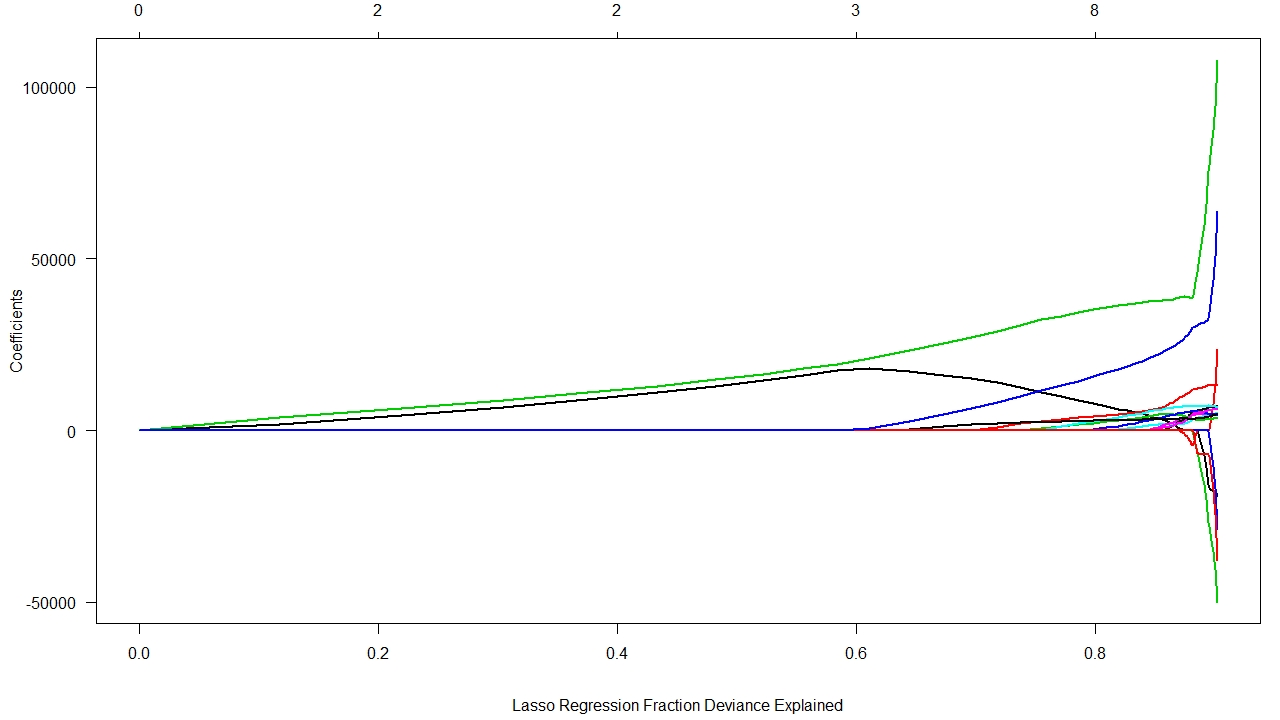 0 2 2 3 8
100000
50000
0
-50000
Coefficients
0.0 0.2 0.4 0.6 0.8
Lasso Regression Fraction Deviance Explained